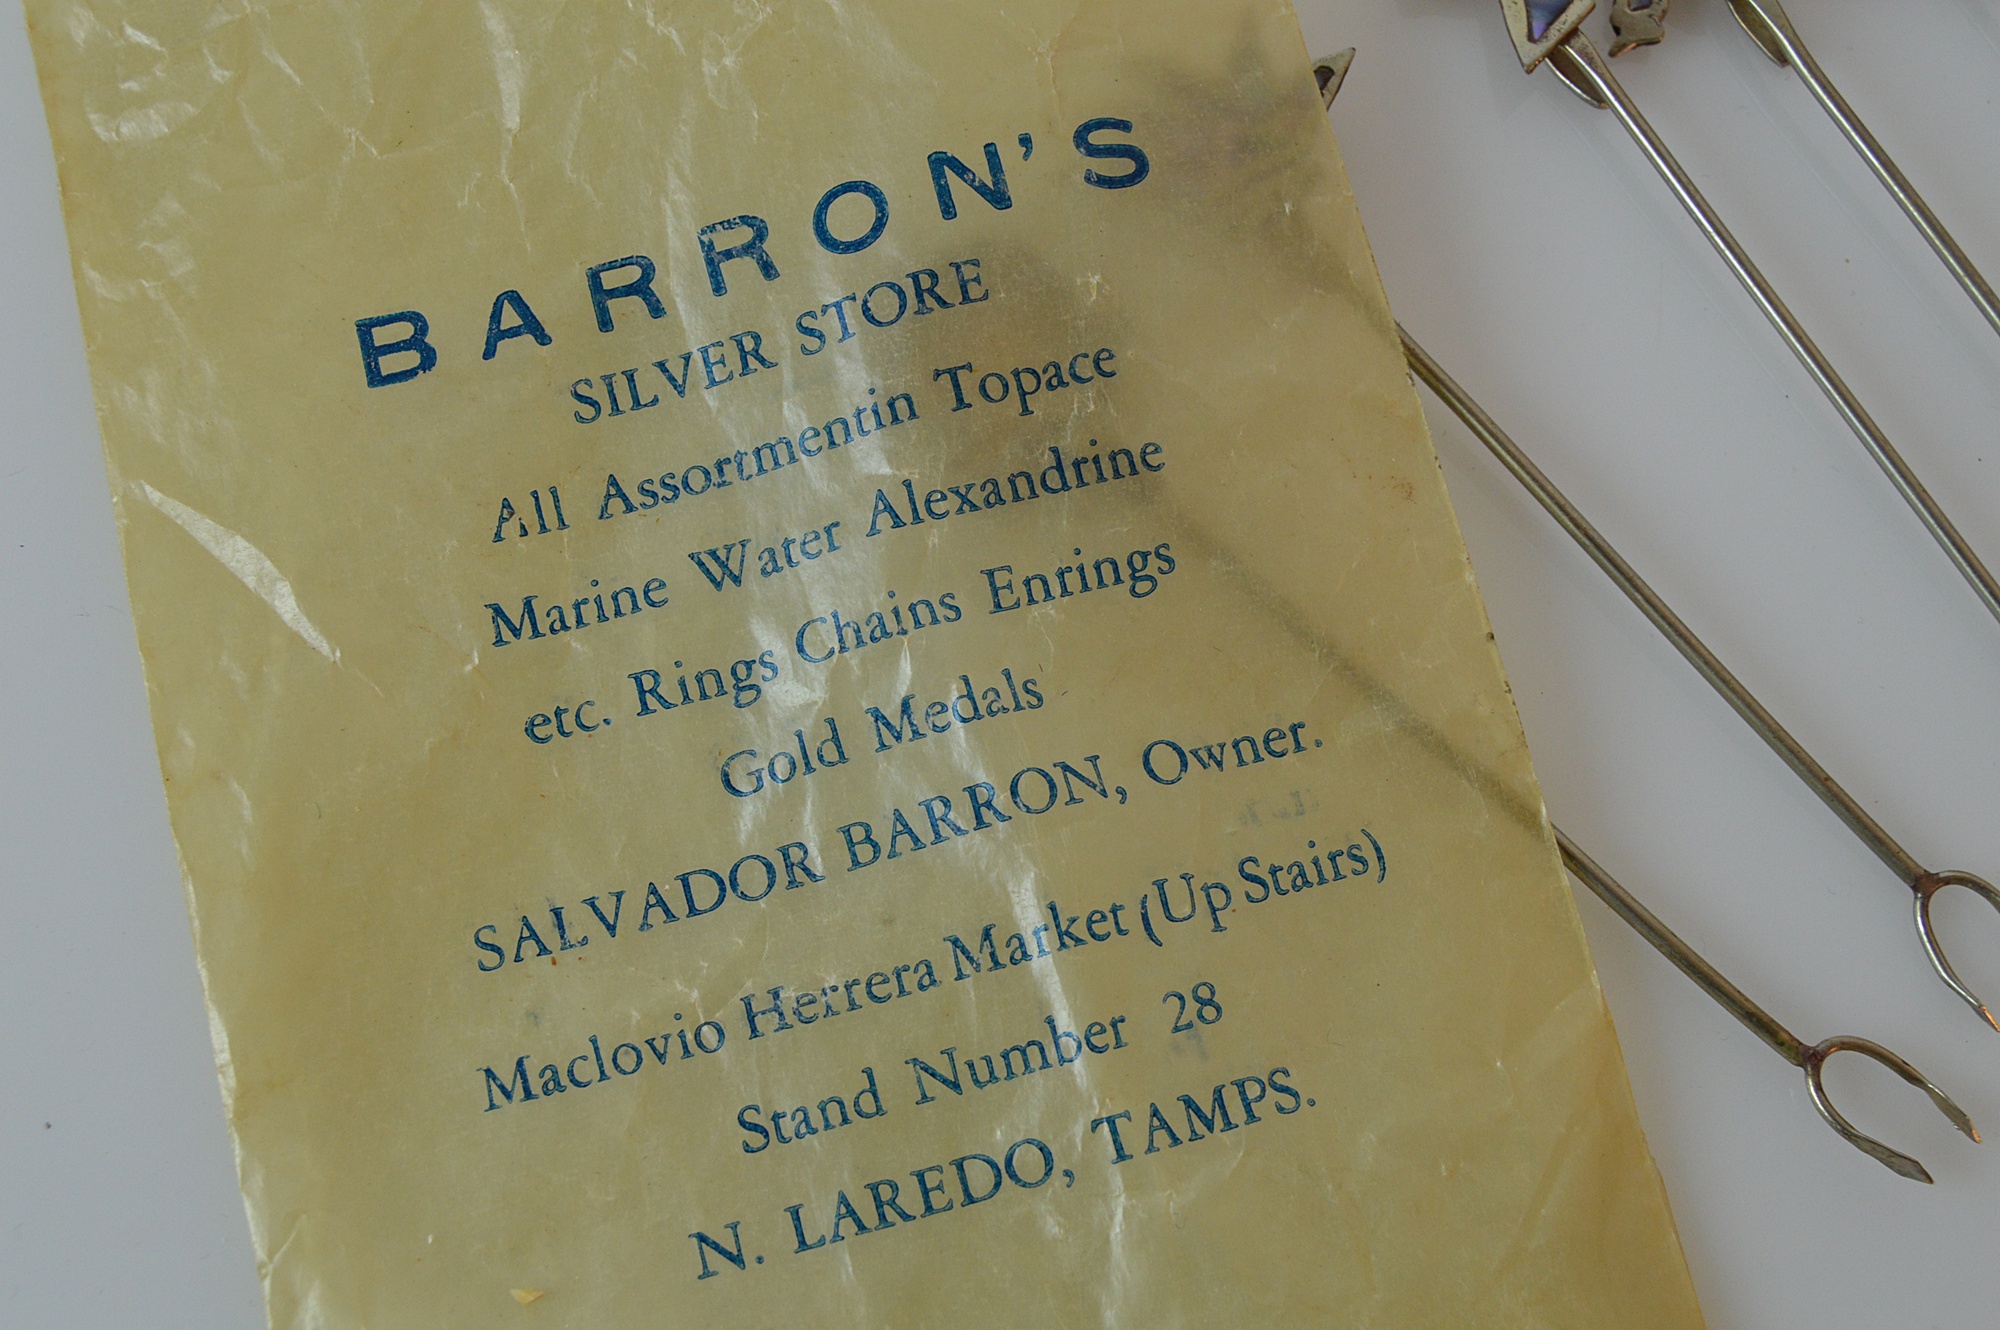 BARRON'S
SILVER STORE
All Assortmentin Topace
Marine Water Alexandrine
etc. Rings Chains Enrings
Gold Medals
SALVADOR BARRON, Owner.
Maclovio Herrera Market (Up Stairs)
Stand Number 28
N. LAREDO, TAMPS.